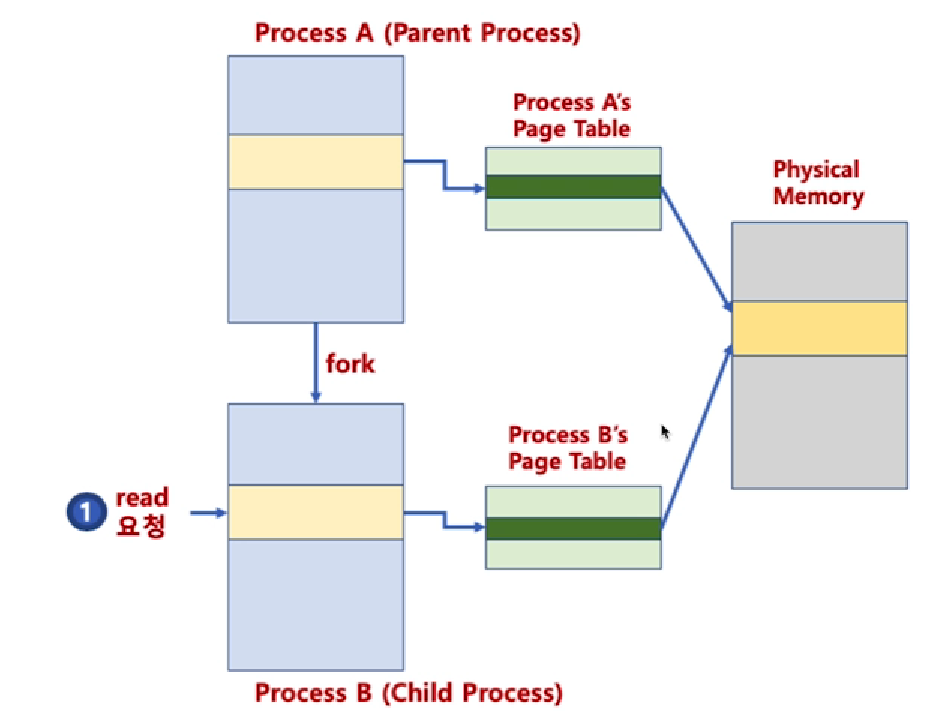 Process A (Parent Process)
Process A's
Page Table
Physical
Memory
fork
Process B's
Page Table
1
read
요청
Process B (Child Process)